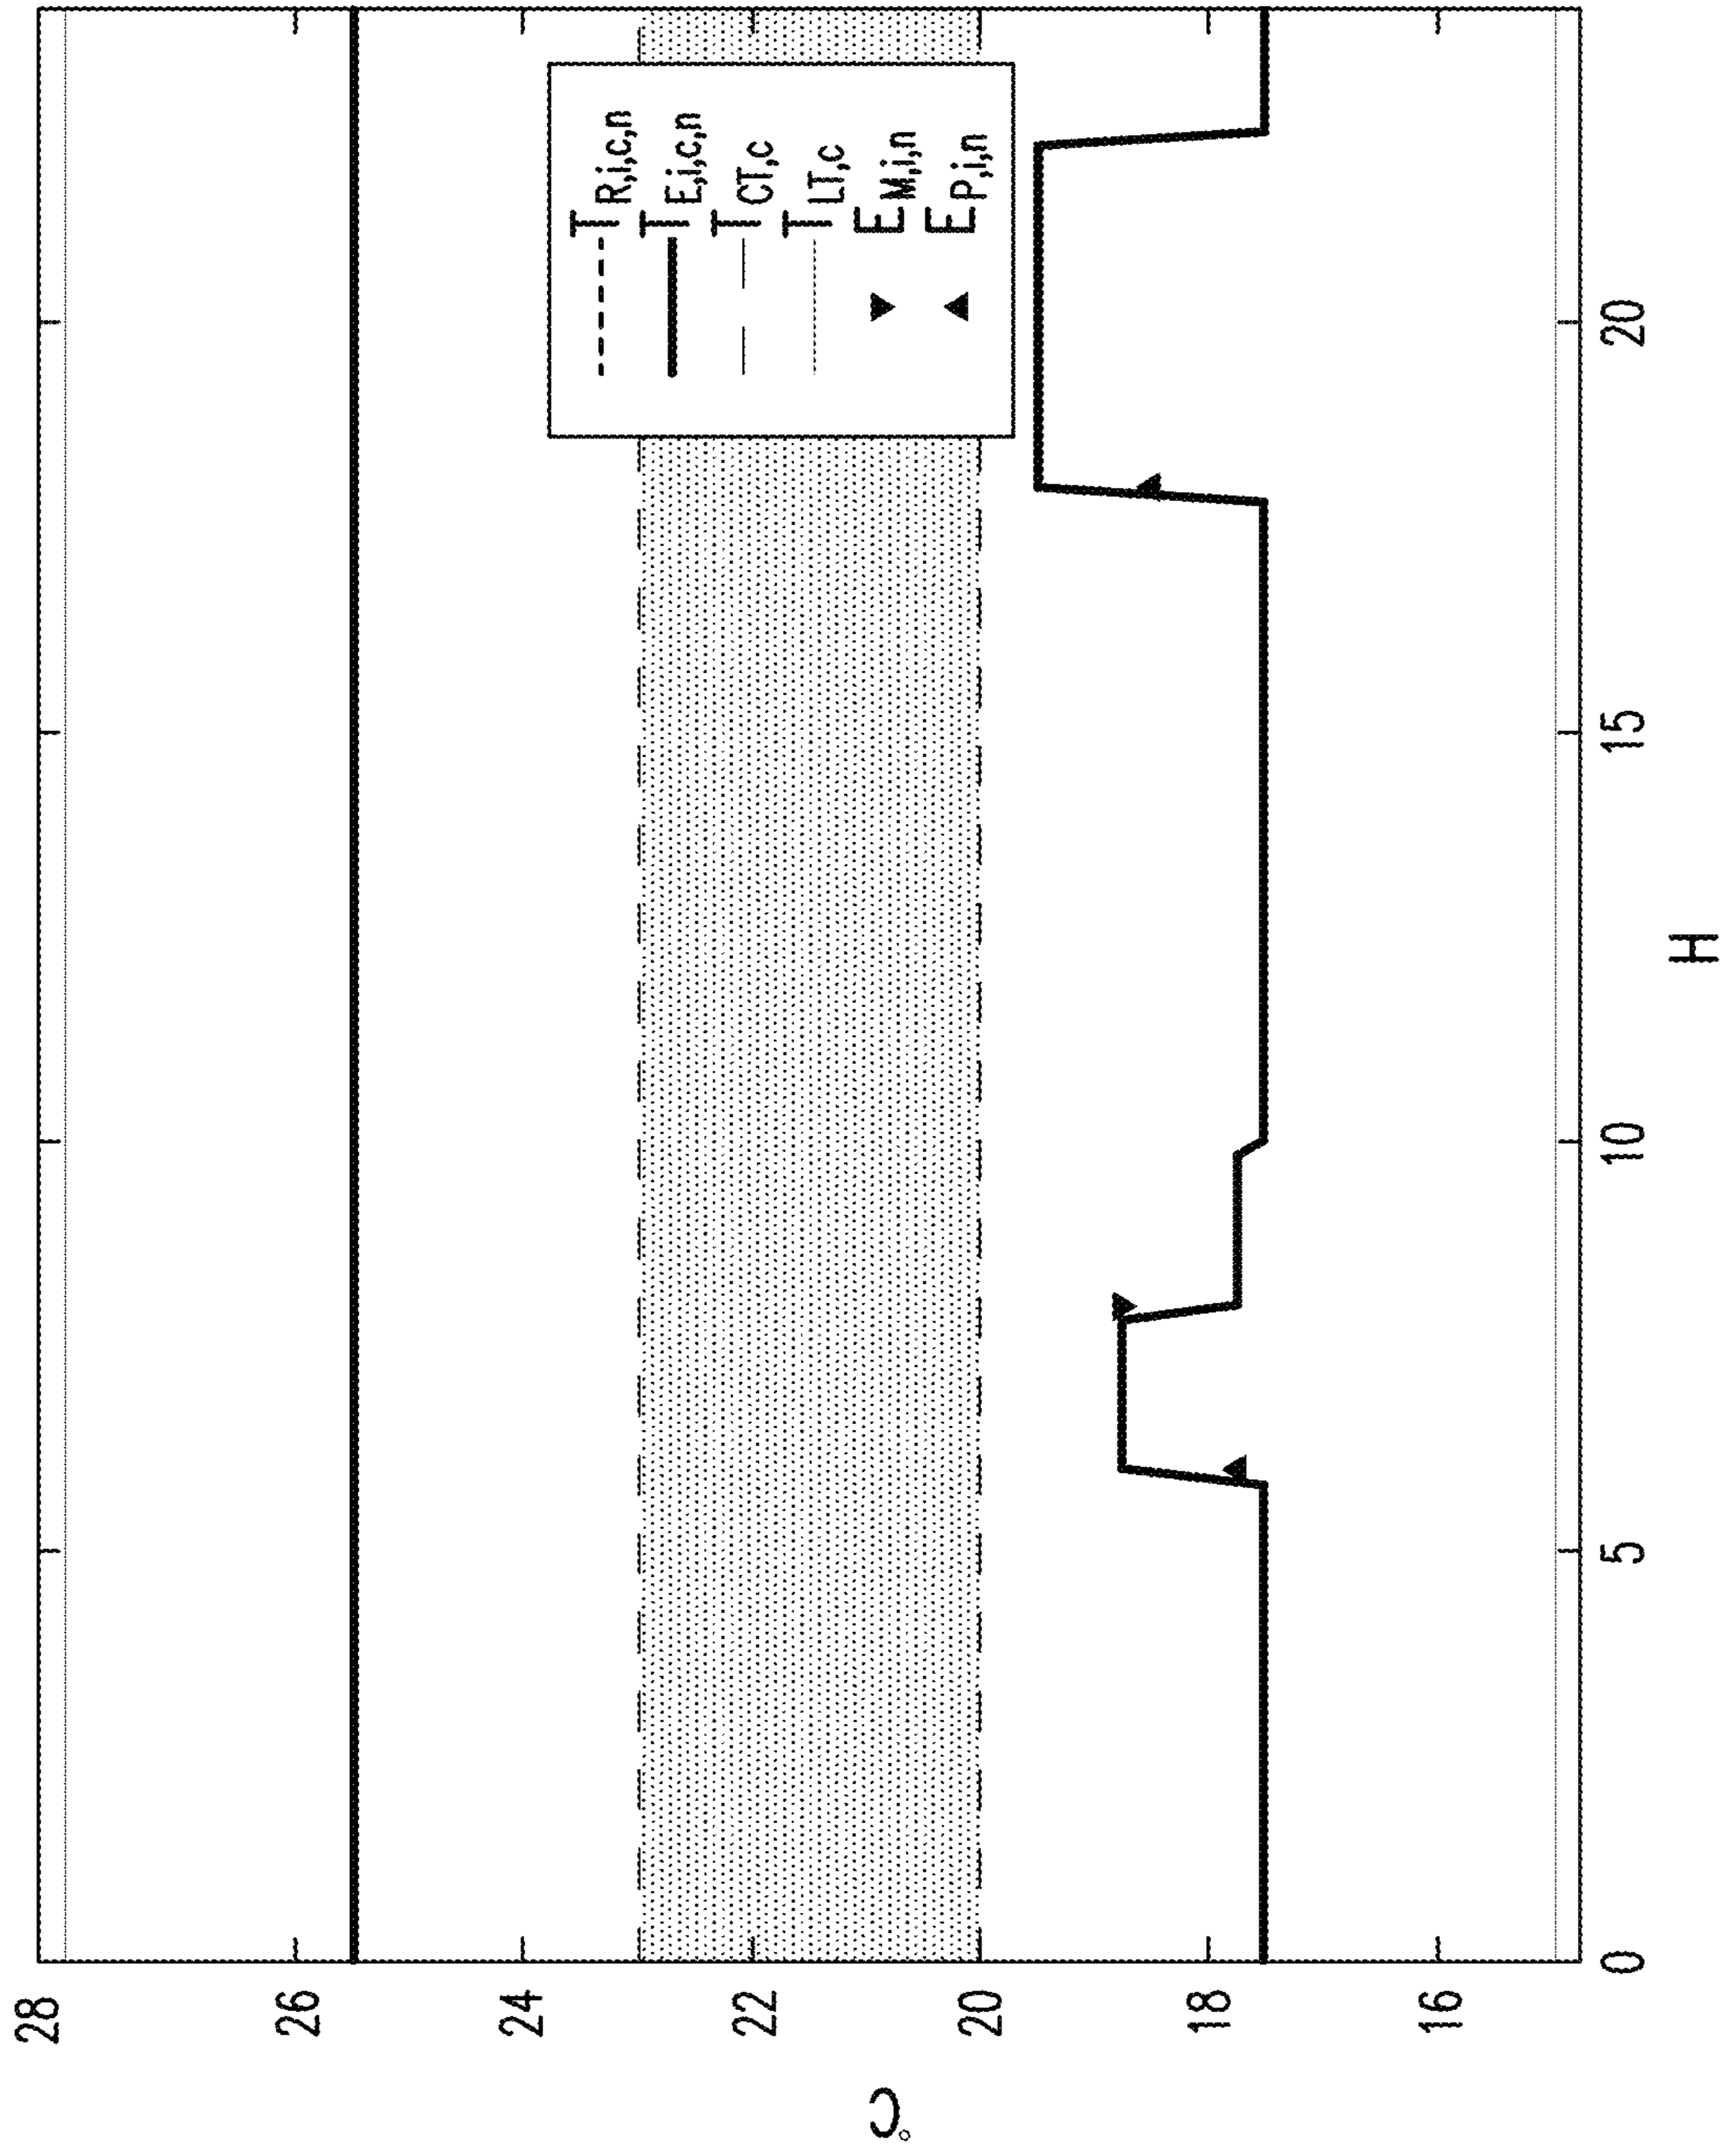 °C
28
26
24
22
20
18
16
0
5
10
15
20
H
T_R,i,c,n
T_E,i,c,n
T_CT,c
T_LT,c
E_M,i,n
E_P,i,n